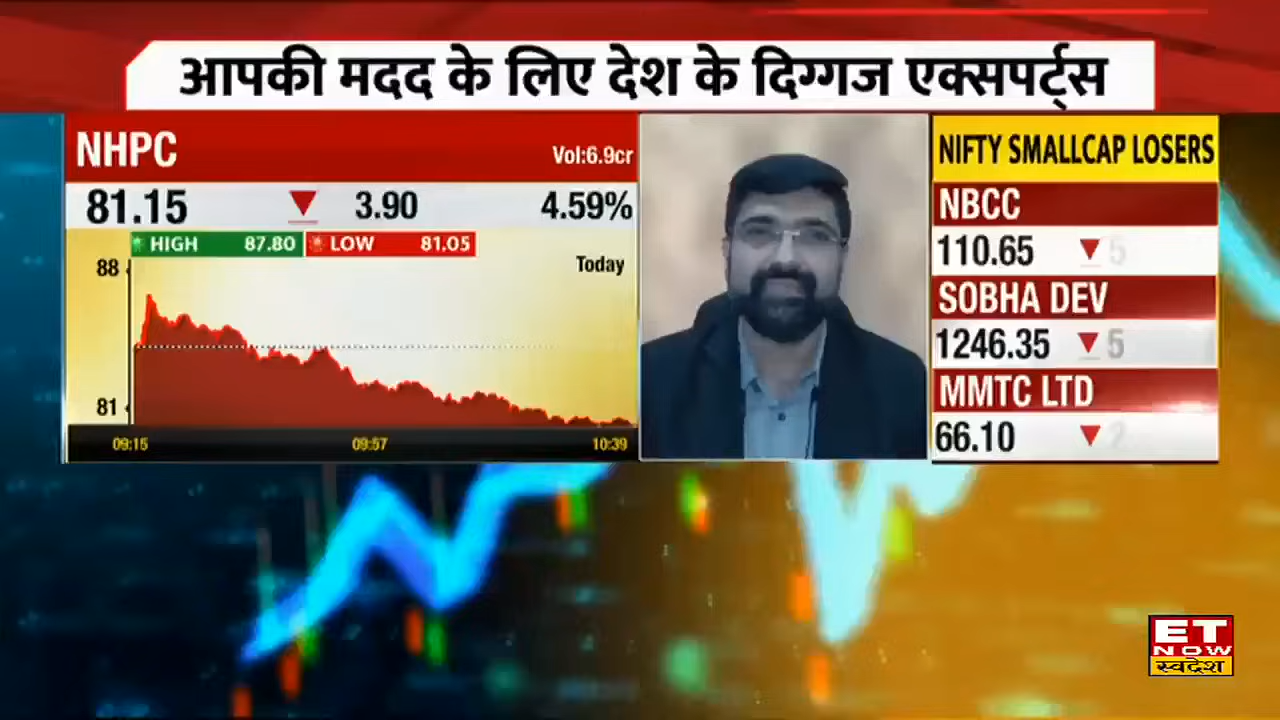 आपकी मदद के लिए देश के दिग्गज एक्सपर्ट्स
NHPC
Vol:6.9cr
81.15 ▼ 3.90 4.59%
HIGH 87.80 LOW 81.05
Today
88
81
09:15 09:57 10:39
NIFTY SMALLCAP LOSERS
NBCC
110.65 ▼ 5
SOBHA DEV
1246.35 ▼ 5
MMTC LTD
66.10 ▼ 2
ET
NOW
स्वदेश